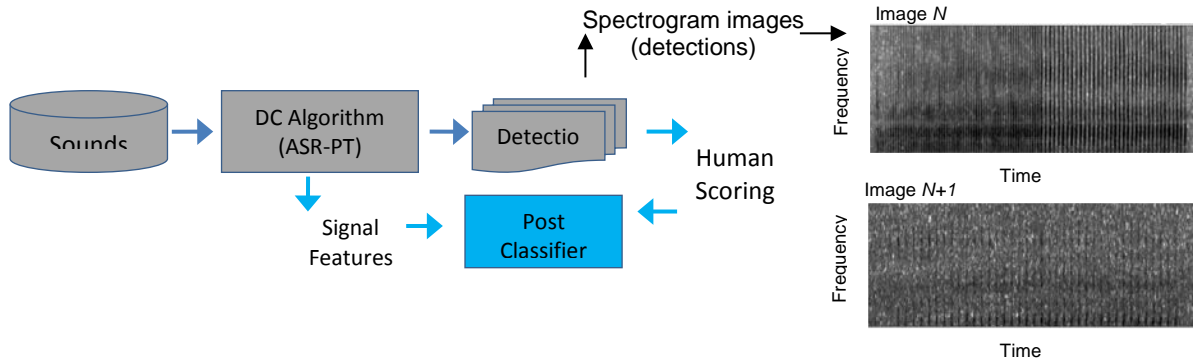 Sounds
DC Algorithm
(ASR-PT)
Detectio
Spectrogram images
(detections)
Human
Scoring
Signal
Features
Post
Classifier
Image N
Frequency
Time
Image N+1
Frequency
Time